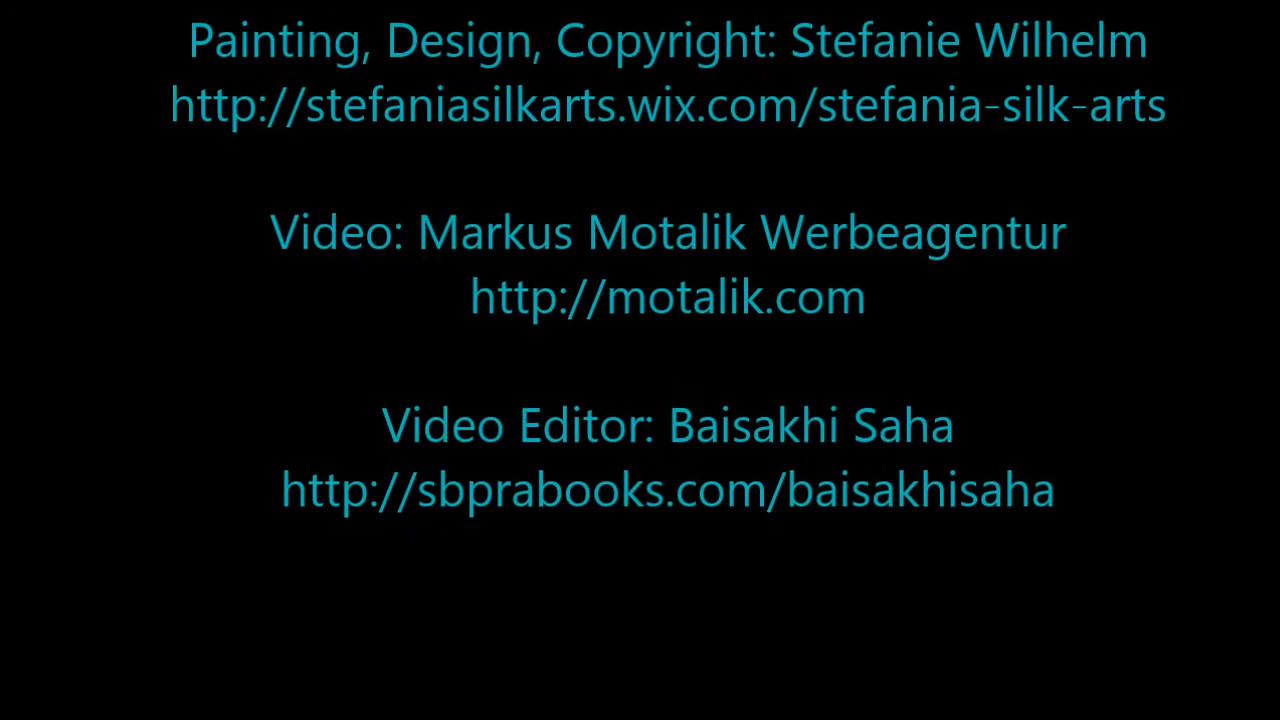 Painting, Design, Copyright: Stefanie Wilhelm
http://stefaniasilkarts.wix.com/stefania-silk-arts
Video: Markus Motalik Werbeagentur
http://motalik.com
Video Editor: Baisakhi Saha
http://sbprabooks.com/baisakhisaha